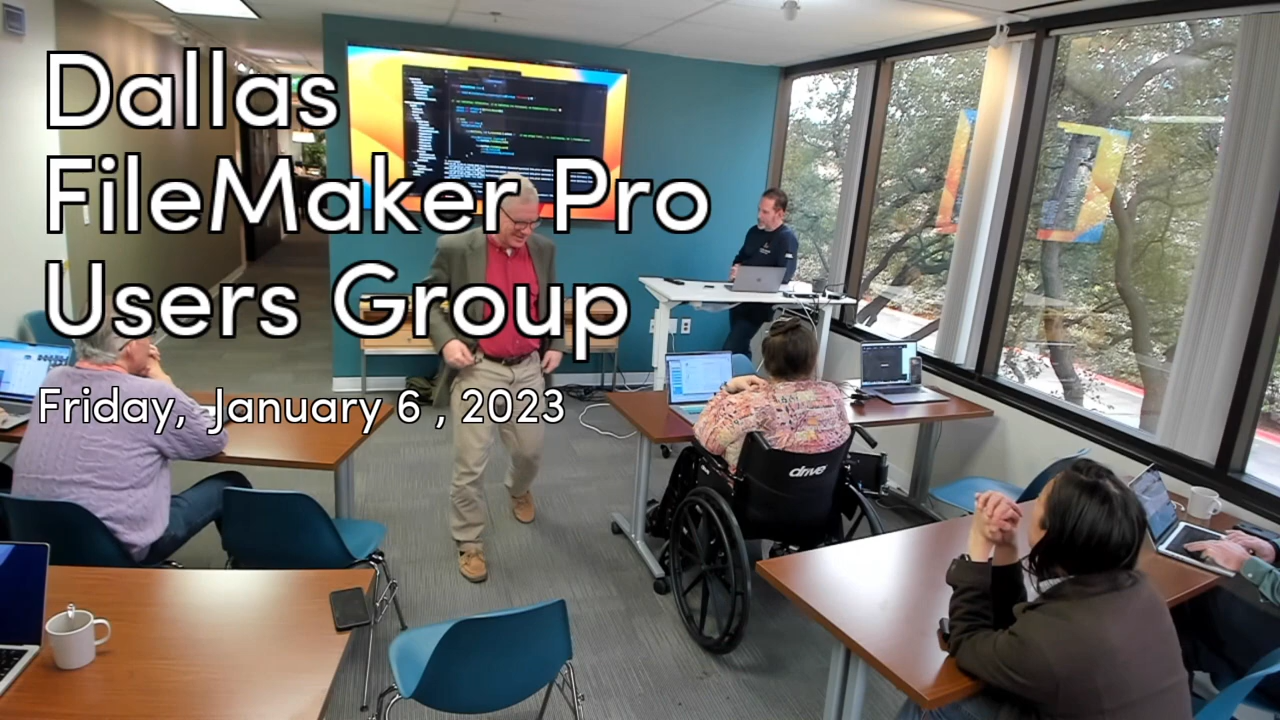 Dallas
FileMaker Pro
Users Group
Friday, January 6 , 2023
drive